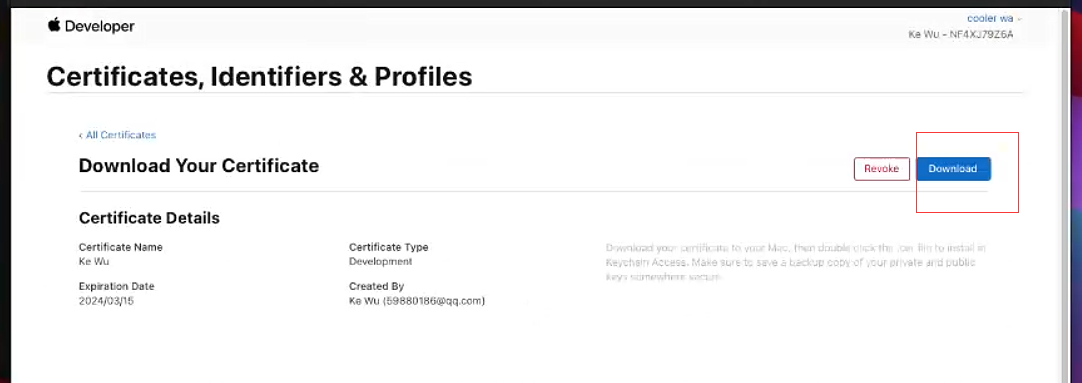 Developer
cooler wa
Ke Wu - NF4XJ79Z6A
Certificates, Identifiers & Profiles
‹ All Certificates
Download Your Certificate
Revoke
Download
Certificate Details
Certificate Name
Ke Wu
Certificate Type
Development
Download your certificate to your Mac, then double click the .cer file to install in
Keychain Access. Make sure to save a backup copy of your private and public
keys somewhere secure.
Expiration Date
2024/03/15
Created By
Ke Wu (59880186@qq.com)